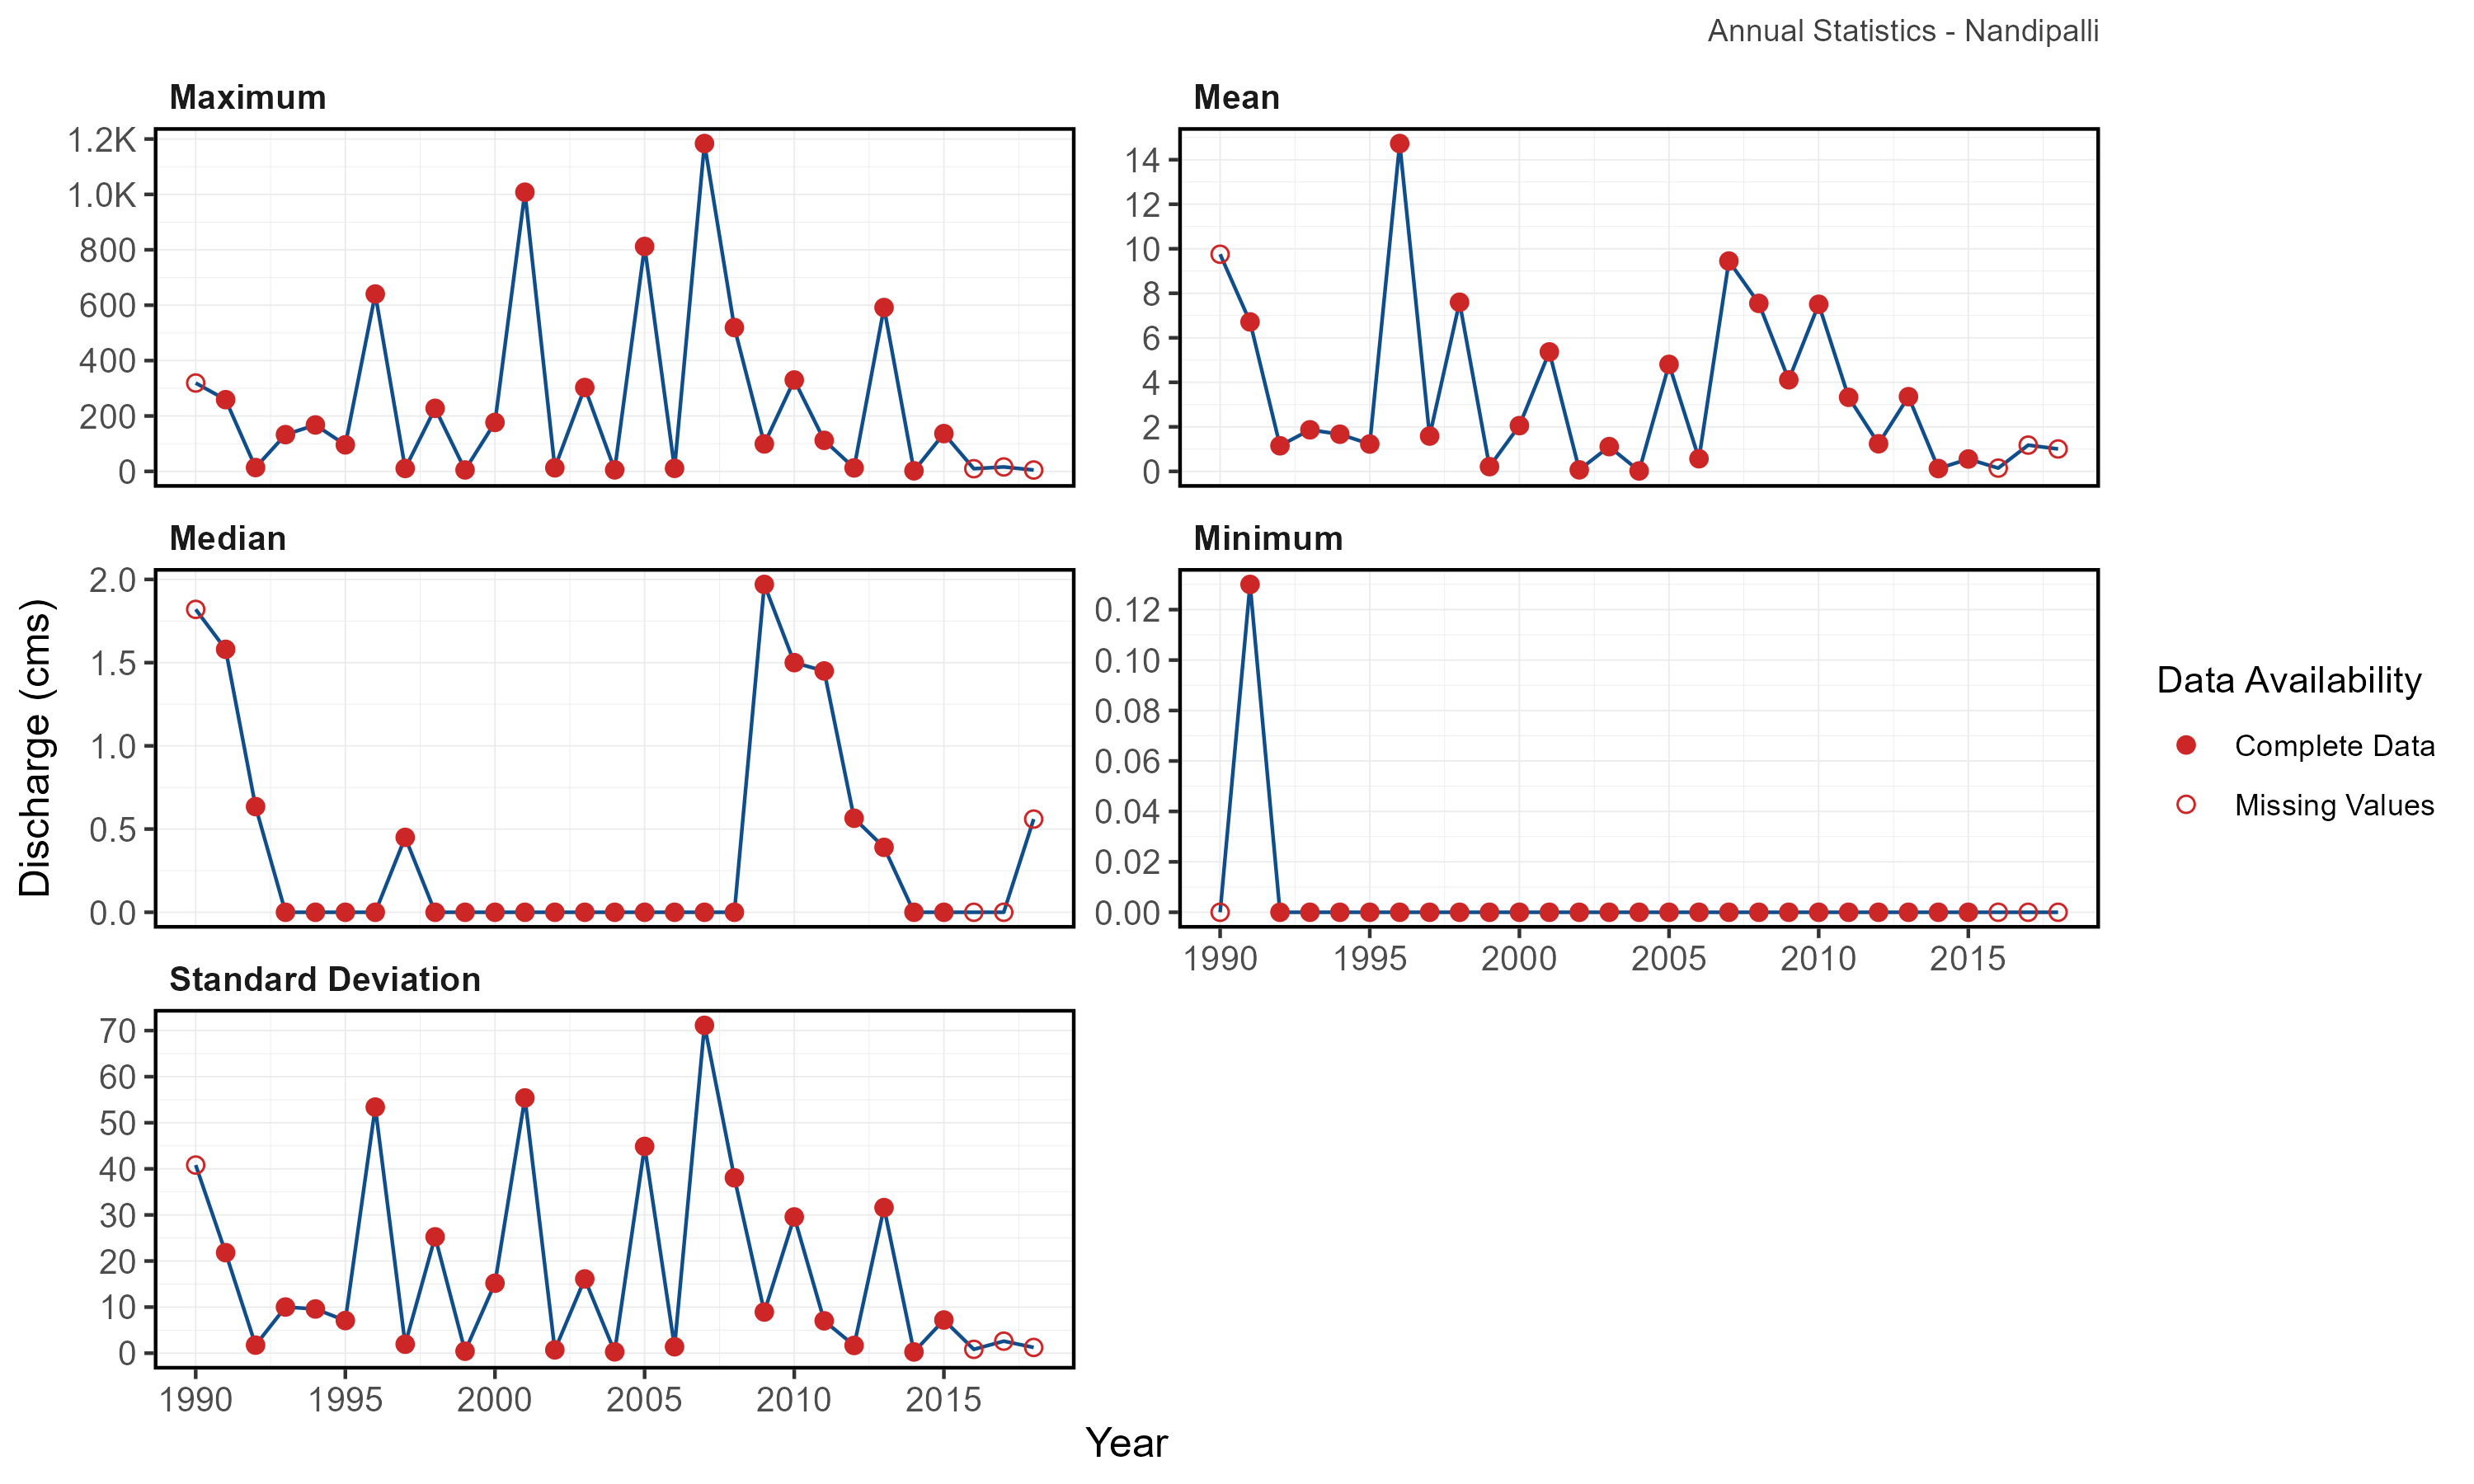 Annual Statistics - Nandipalli
Maximum
1.2K
1.0K
800
600
400
200
0
Mean
14
12
10
8
6
4
2
0
Median
2.0
1.5
1.0
0.5
0.0
Minimum
0.12
0.10
0.08
0.06
0.04
0.02
0.00
1990 1995 2000 2005 2010 2015
Standard Deviation
70
60
50
40
30
20
10
0
1990 1995 2000 2005 2010 2015
Discharge (cms)
Year
Data Availability
Complete Data
Missing Values